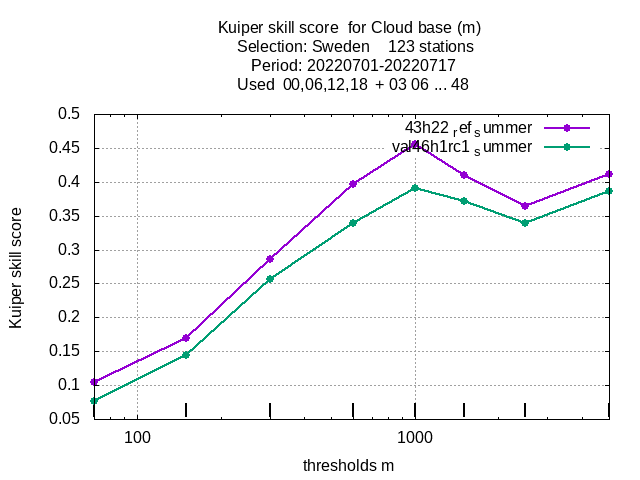 Kuiper skill score  for Cloud base (m)
Selection: Sweden    123 stations
Period: 20220701-20220717
Used  00,06,12,18  + 03 06 ... 48
43h22_ref_summer
val46h1rc1_summer
0.5
0.45
0.4
0.35
0.3
0.25
0.2
0.15
0.1
0.05
Kuiper skill score
100
1000
thresholds m